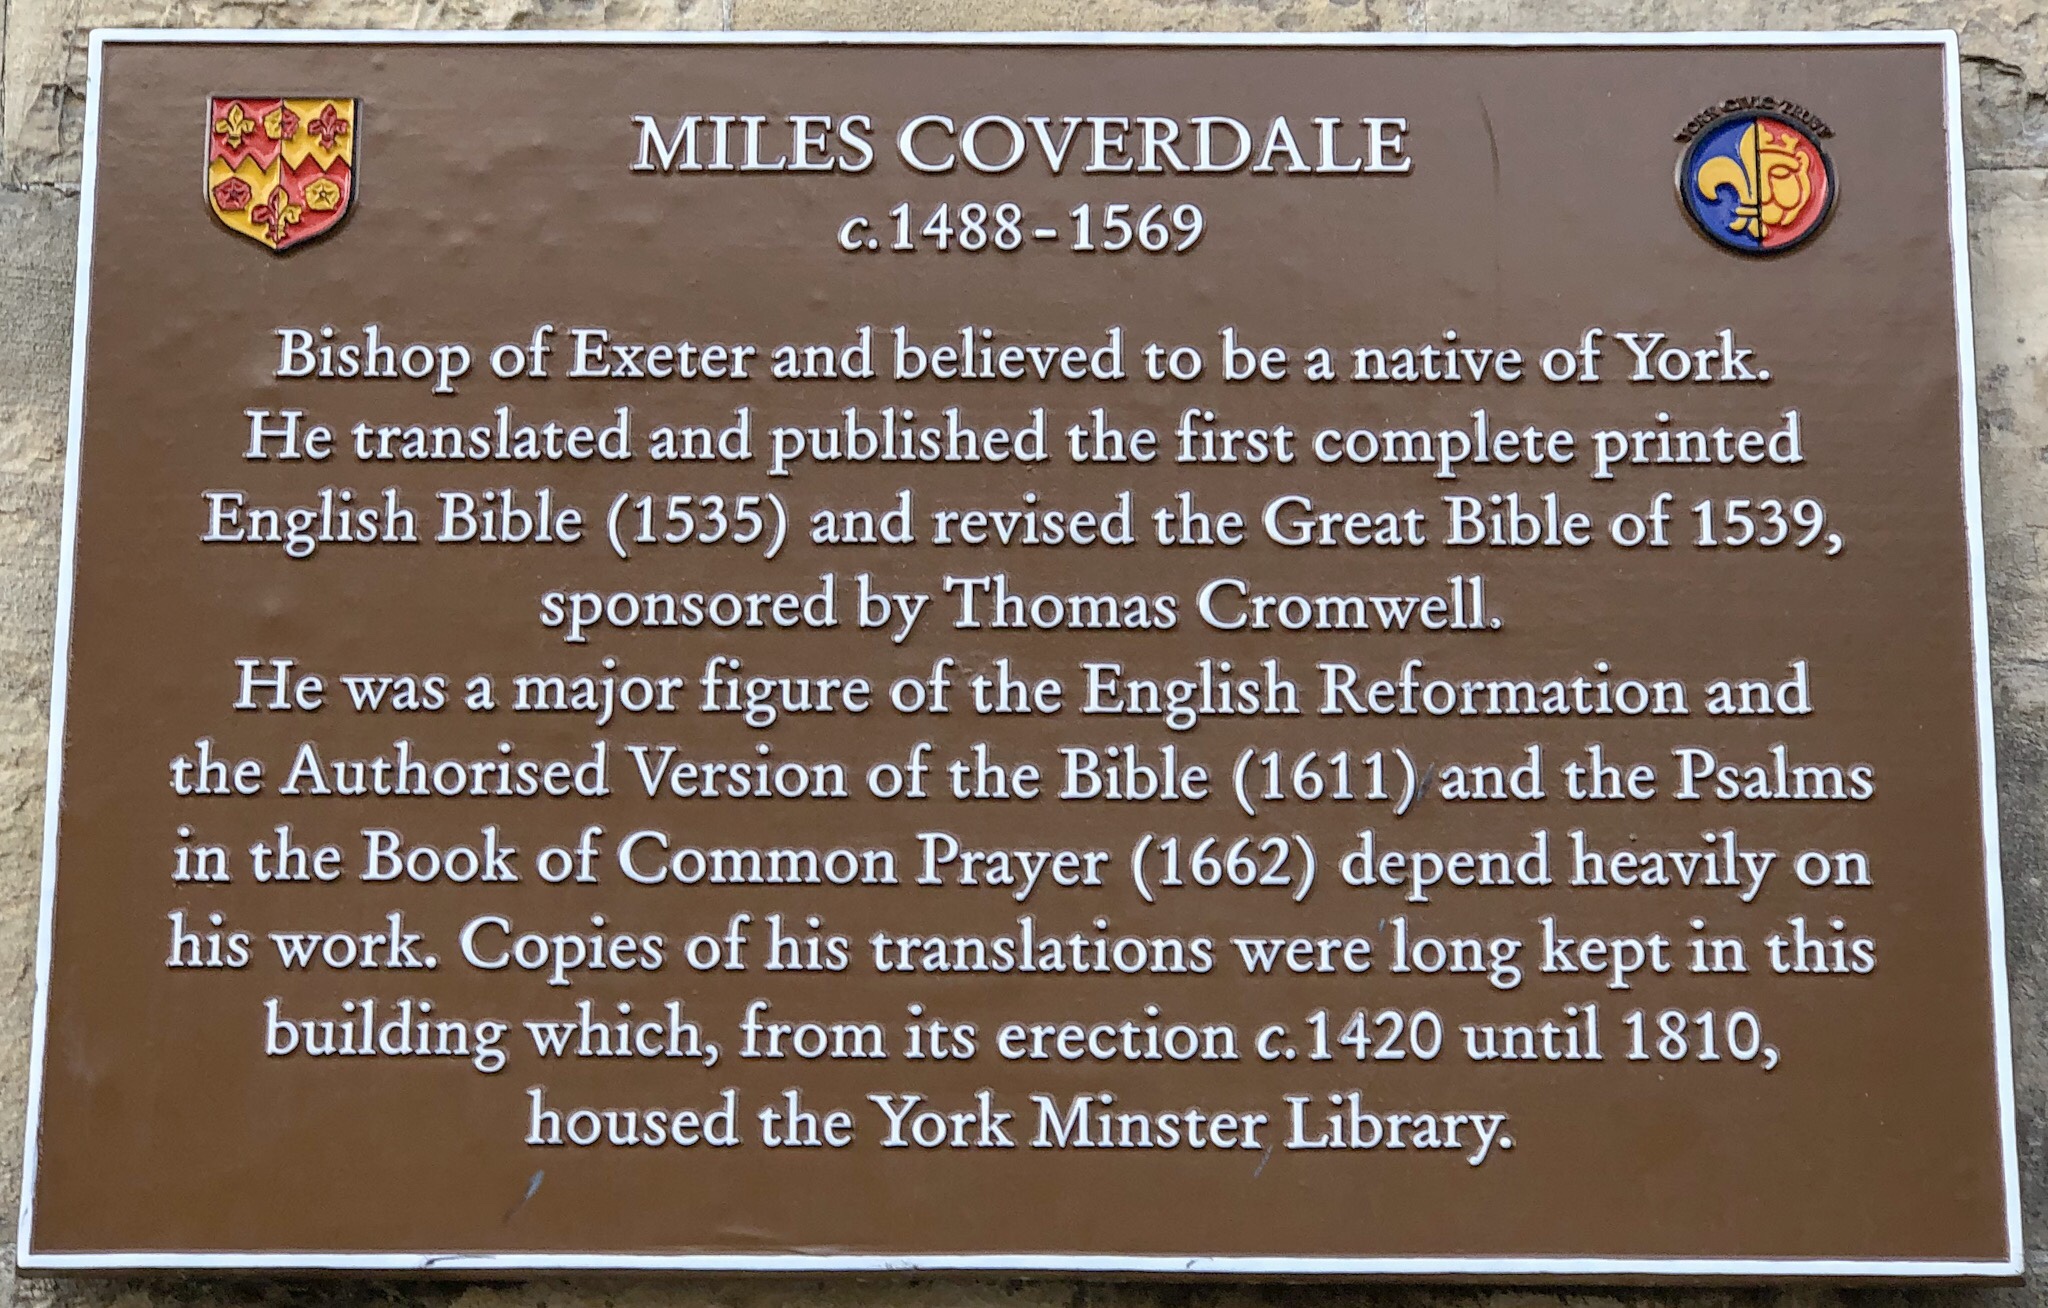 YORK CIVIC TRUST
MILES COVERDALE
c.1488-1569
Bishop of Exeter and believed to be a native of York.
He translated and published the first complete printed
English Bible (1535) and revised the Great Bible of 1539,
sponsored by Thomas Cromwell.
He was a major figure of the English Reformation and
the Authorised Version of the Bible (1611) and the Psalms
in the Book of Common Prayer (1662) depend heavily on
his work. Copies of his translations were long kept in this
building which, from its erection c.1420 until 1810,
housed the York Minster Library.